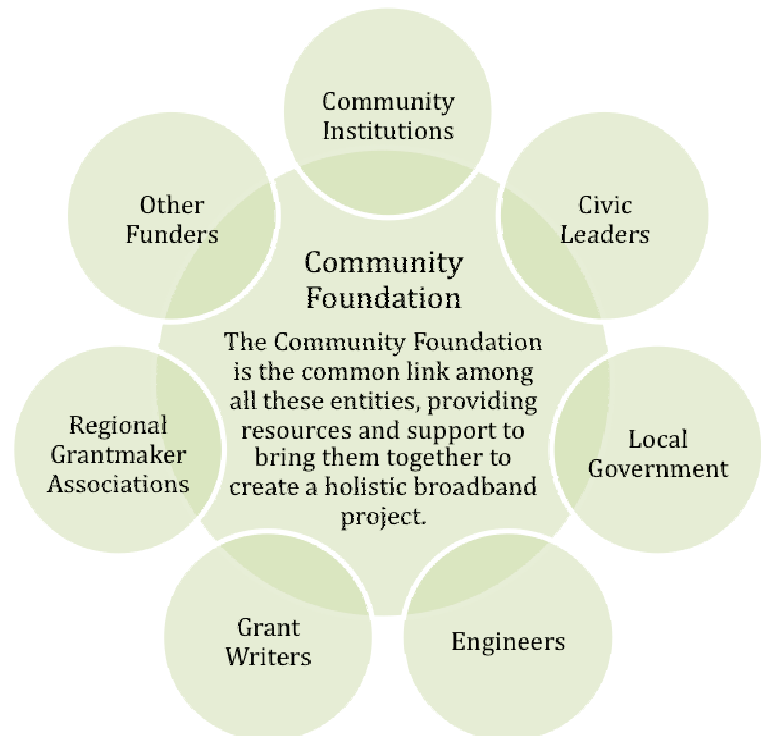 Community
Institutions
Other
Funders
Civic
Leaders
Community
Foundation
The Community Foundation
is the common link among
all these entities, providing
resources and support to
bring them together to
create a holistic broadband
project.
Regional
Grantmaker
Associations
Local
Government
Grant
Writers
Engineers